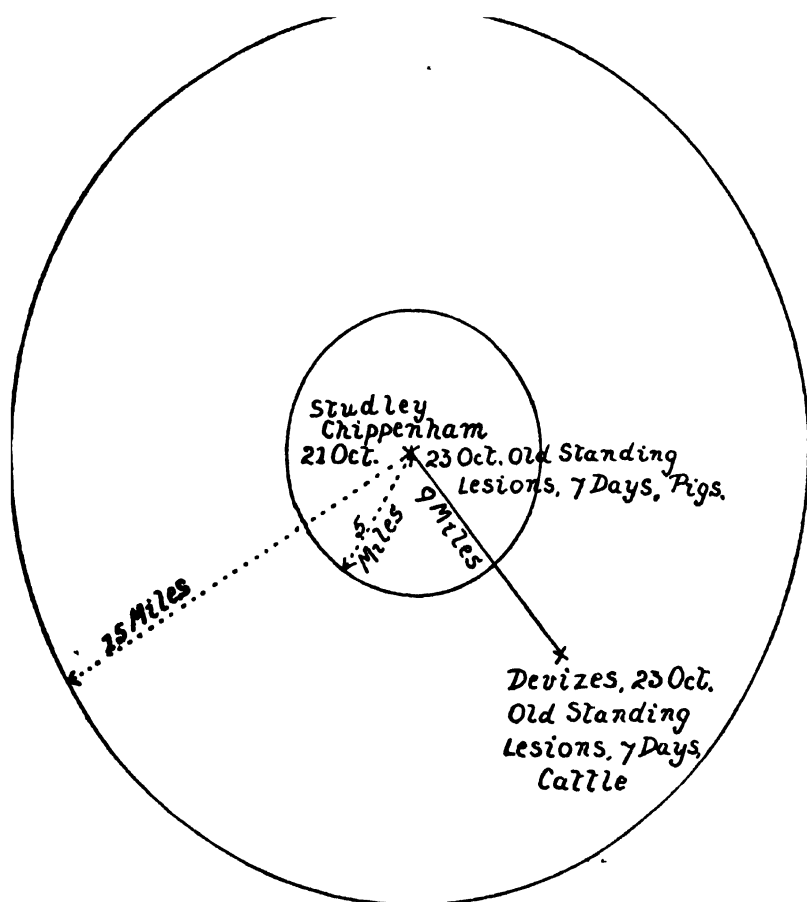 Studley
Chippenham
21 Oct. 23 Oct. Old Standing
Lesions, 7 Days, Pigs.
5
Miles
9 Miles
15 Miles
Devizes, 23 Oct.
Old Standing
Lesions, 7 Days,
Cattle